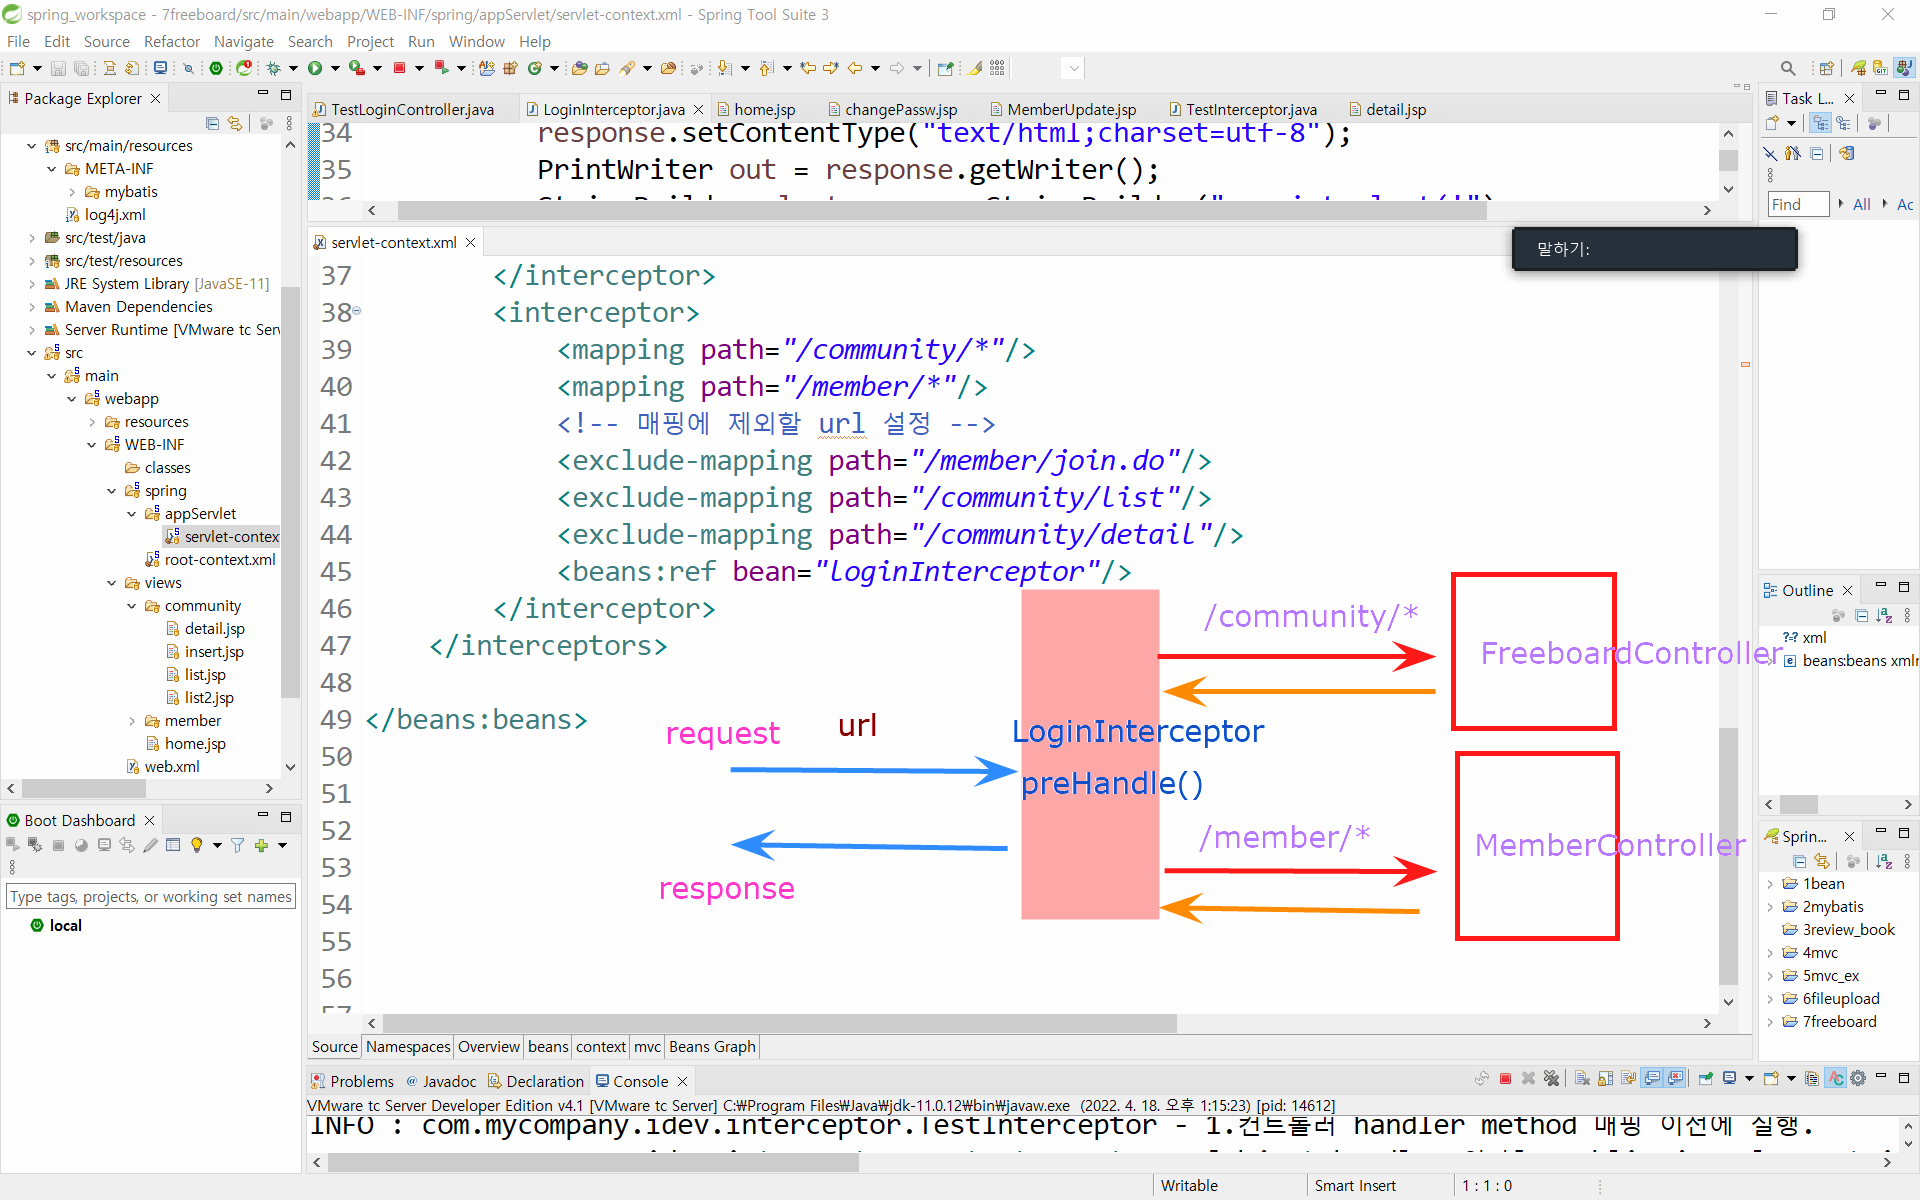 spring_workspace - 7freeboard/src/main/webapp/WEB-INF/spring/appServlet/servlet-context.xml - Spring Tool Suite 3
File Edit Source Refactor Navigate Search Project Run Window Help
Package Explorer
src/main/resources
META-INF
mybatis
log4j.xml
src/test/java
src/test/resources
JRE System Library [JavaSE-11]
Maven Dependencies
Server Runtime [VMware tc Serv
src
main
webapp
resources
WEB-INF
classes
spring
appServlet
servlet-contex
root-context.xml
views
community
detail.jsp
insert.jsp
list.jsp
list2.jsp
member
home.jsp
web.xml
Boot Dashboard
Type tags, projects, or working set names
local
TestLoginController.java LoginInterceptor.java home.jsp changePassw.jsp MemberUpdate.jsp TestInterceptor.java detail.jsp
34 response.setContentType("text/html;charset=utf-8");
35 PrintWriter out = response.getWriter();
servlet-context.xml
37 </interceptor>
38 <interceptor>
39 <mapping path="/community/*"/>
40 <mapping path="/member/*"/>
41 <!-- 매핑에 제외할 url 설정 -->
42 <exclude-mapping path="/member/join.do"/>
43 <exclude-mapping path="/community/list"/>
44 <exclude-mapping path="/community/detail"/>
45 <beans:ref bean="loginInterceptor"/>
46 </interceptor>
47 </interceptors>
48
49 </beans:beans>
50
51
52
53
54
55
56
57
request
url
response
LoginInterceptor
preHandle()
/community/*
FreeboardController
/member/*
MemberController
말하기:
Source Namespaces Overview beans context mvc Beans Graph
Problems Javadoc Declaration Console
VMware tc Server Developer Edition v4.1 [VMware tc Server] C:₩Program Files₩Java₩jdk-11.0.12₩bin₩javaw.exe (2022. 4. 18. 오후 1:15:23) [pid: 14612]
INFO : com.mycompany.idev.interceptor.TestInterceptor - 1.컨트롤러 handler method 매핑 이전에 실행.
Task L...
Find All Ac
Outline
xml
beans:beans xmlr
Sprin...
1bean
2mybatis
3review_book
4mvc
5mvc_ex
6fileupload
7freeboard
Writable Smart Insert 1 : 1 : 0